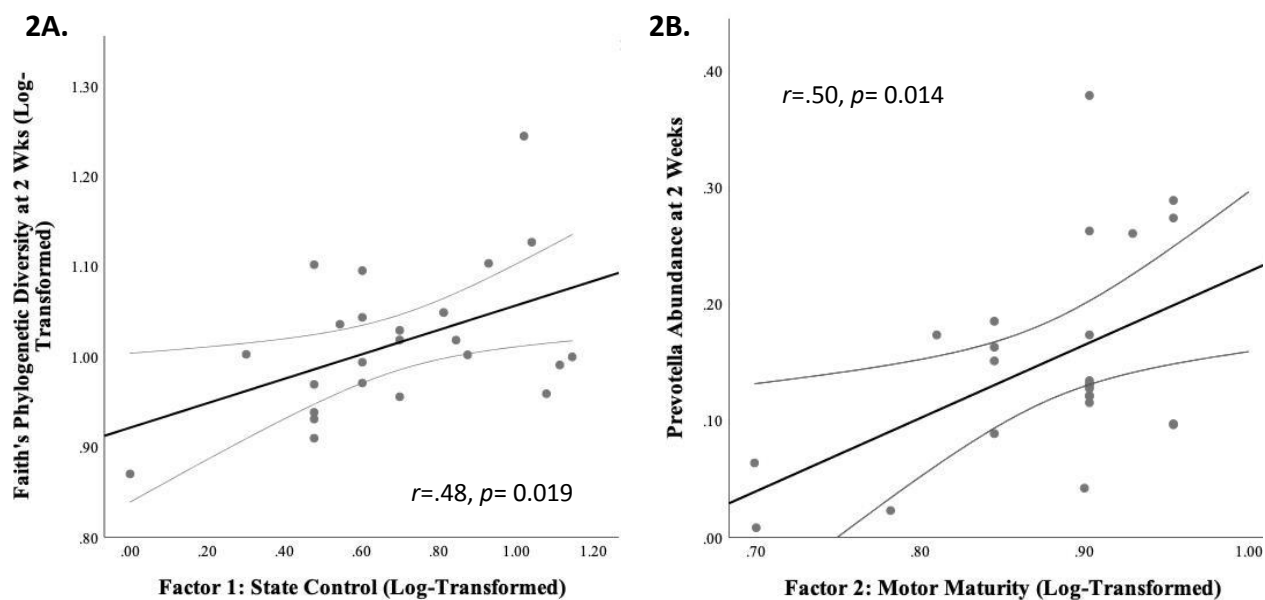 2A.
Faith's Phylogenetic Diversity at 2 Wks (Log-
Transformed)
1.30
1.20
1.10
1.00
.90
.80
r=.48, p= 0.019
.00 .20 .40 .60 .80 1.00 1.20
Factor 1: State Control (Log-Transformed)
2B.
Prevotella Abundance at 2 Weeks
.40
.30
.20
.10
.00
r=.50, p= 0.014
.70 .80 .90 1.00
Factor 2: Motor Maturity (Log-Transformed)